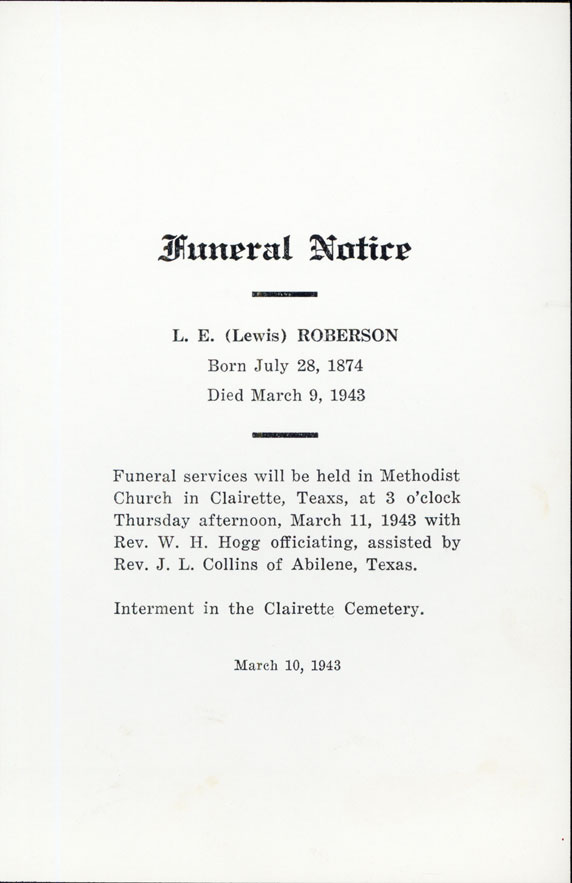 Funeral Notice
L. E. (Lewis) ROBERSON
Born July 28, 1874
Died March 9, 1943
Funeral services will be held in Methodist
Church in Clairette, Teaxs, at 3 o'clock
Thursday afternoon, March 11, 1943 with
Rev. W. H. Hogg officiating, assisted by
Rev. J. L. Collins of Abilene, Texas.
Interment in the Clairette Cemetery.
March 10, 1943